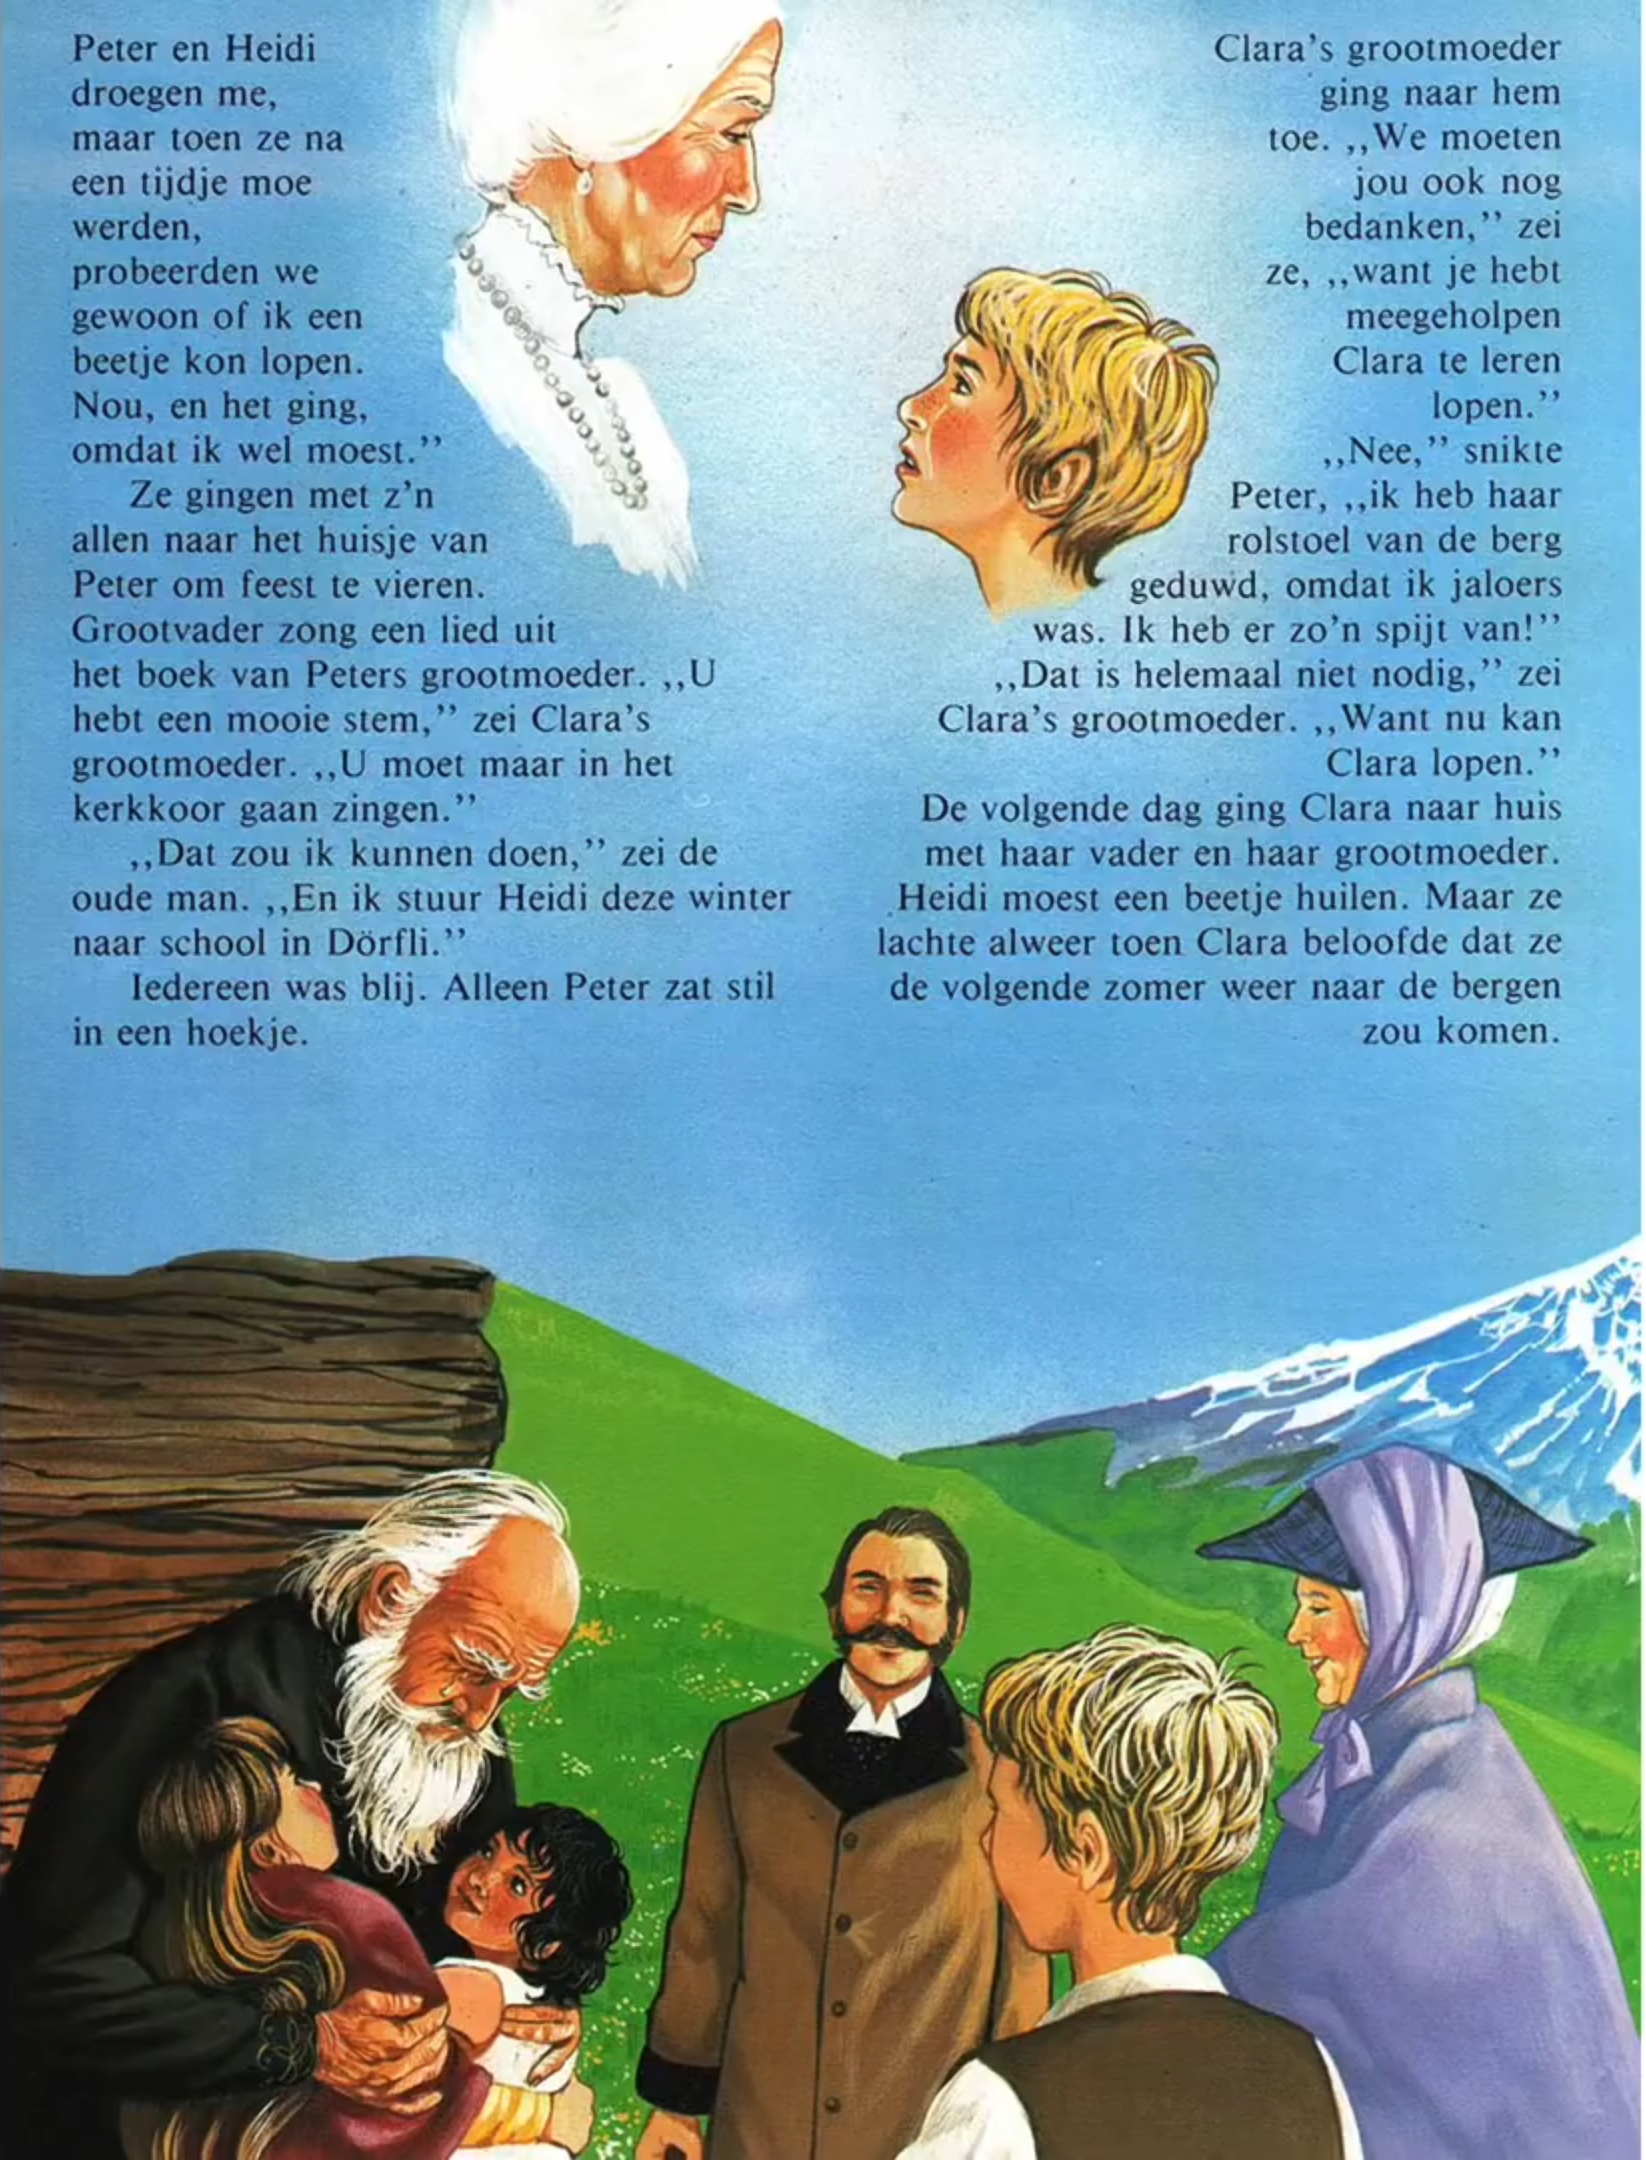 Peter en Heidi
droegen me,
maar toen ze na
een tijdje moe
werden,
probeerden we
gewoon of ik een
beetje kon lopen.
Nou, en het ging,
omdat ik wel moest.’’
Ze gingen met z’n
allen naar het huisje van
Peter om feest te vieren.
Grootvader zong een lied uit
het boek van Peters grootmoeder. ,,U
hebt een mooie stem,’’ zei Clara’s
grootmoeder. ,,U moet maar in het
kerkkoor gaan zingen.’’
,,Dat zou ik kunnen doen,’’ zei de
oude man. ,,En ik stuur Heidi deze winter
naar school in Dörfli.’’
Iedereen was blij. Alleen Peter zat stil
in een hoekje.
Clara’s grootmoeder
ging naar hem
toe. ,,We moeten
jou ook nog
bedanken,’’ zei
ze, ,,want je hebt
meegeholpen
Clara te leren
lopen.’’
,,Nee,’’ snikte
Peter, ,,ik heb haar
rolstoel van de berg
geduwd, omdat ik jaloers
was. Ik heb er zo’n spijt van!’’
,,Dat is helemaal niet nodig,’’ zei
Clara’s grootmoeder. ,,Want nu kan
Clara lopen.’’
De volgende dag ging Clara naar huis
met haar vader en haar grootmoeder.
Heidi moest een beetje huilen. Maar ze
lachte alweer toen Clara beloofde dat ze
de volgende zomer weer naar de bergen
zou komen.